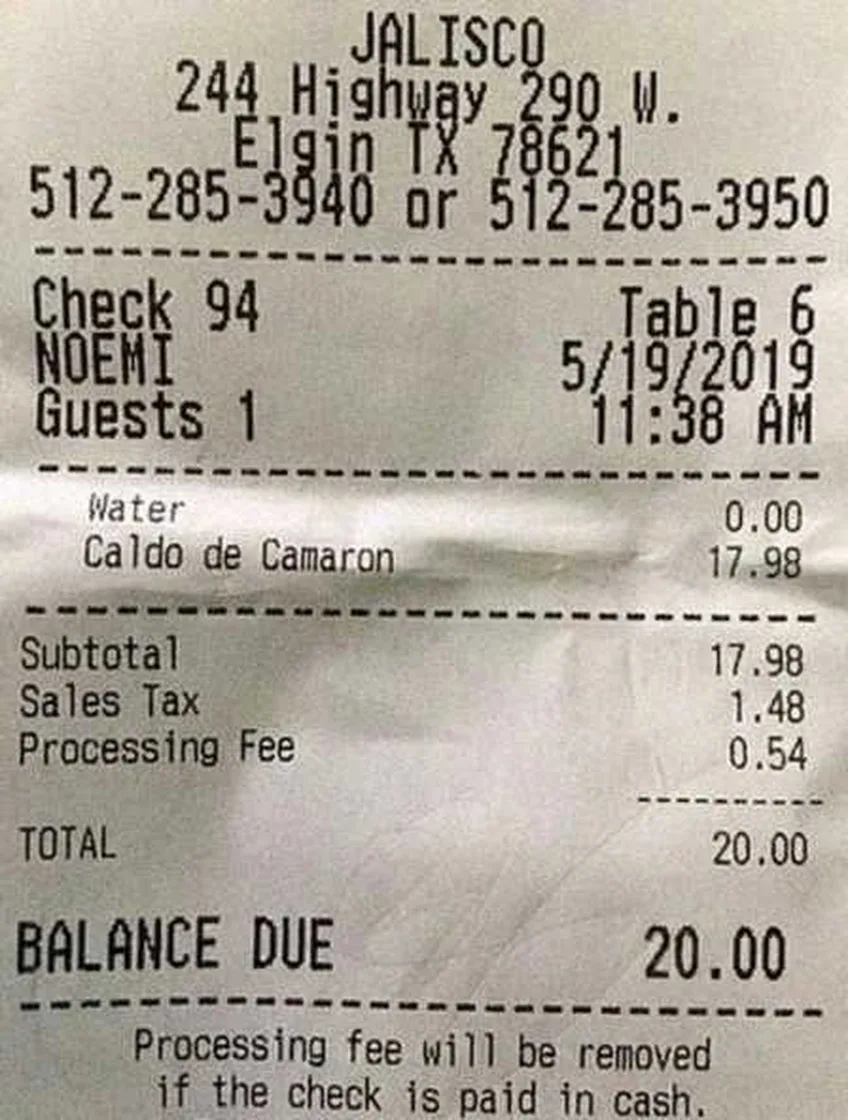 JALISCO
244 Highway 290 W.
Elgin TX 78621
512-285-3940 or 512-285-3950
Check 94 Table 6
NOEMI 5/19/2019
Guests 1 11:38 AM
Water 0.00
Caldo de Camaron 17.98
Subtotal 17.98
Sales Tax 1.48
Processing Fee 0.54
TOTAL 20.00
BALANCE DUE 20.00
Processing fee will be removed
if the check is paid in cash.